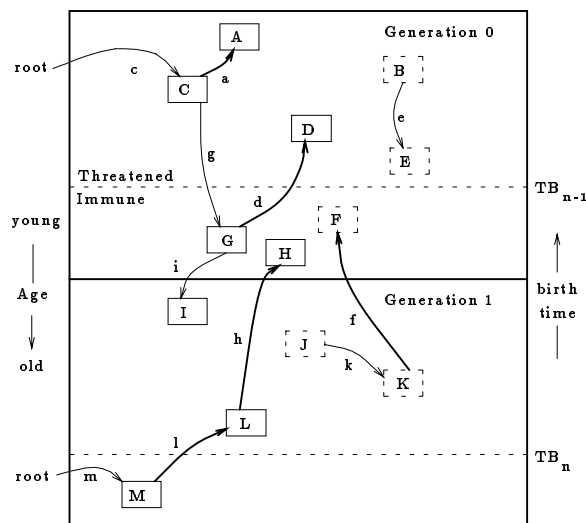 Generation 0
A
root
c
a
B
C
e
D
g
E
Threatened
Immune
TB n-1
d
young
F
G
H
i
Age
birth
time
Generation 1
I
f
h
J
k
old
K
L
l
TB n
root
m
M